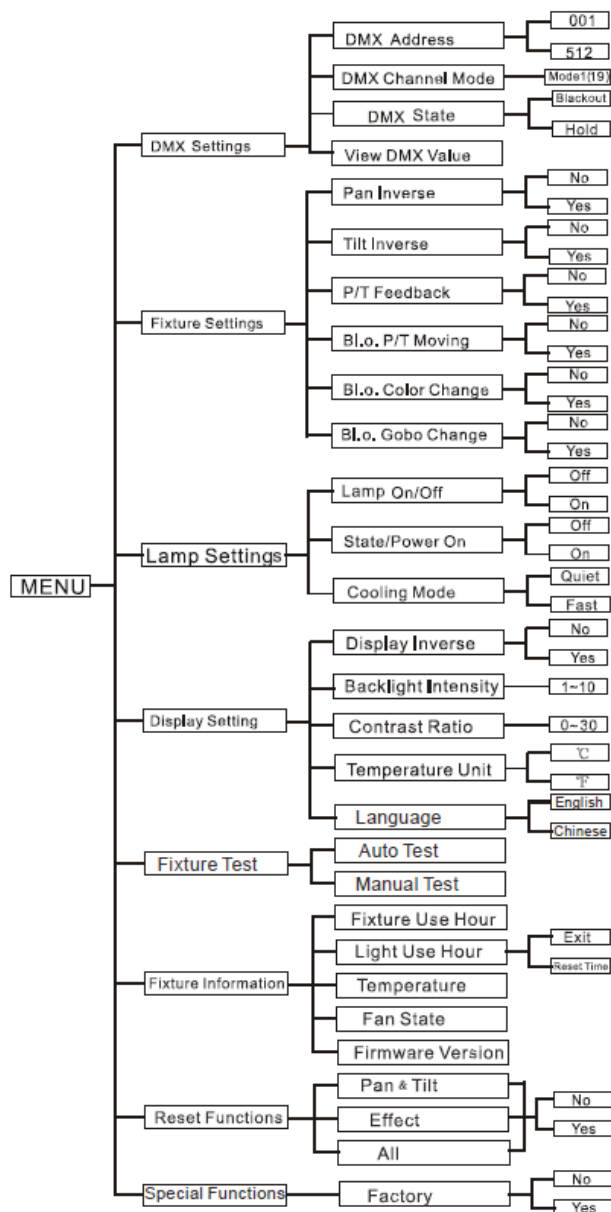 MENU
DMX Settings
DMX Address
001
512
DMX Channel Mode
Mode1(19)
DMX State
Blackout
Hold
View DMX Value
Fixture Settings
Pan Inverse
No
Yes
Tilt Inverse
No
Yes
P/T Feedback
No
Yes
Bl.o. P/T Moving
No
Yes
Bl.o. Color Change
No
Yes
Bl.o. Gobo Change
No
Yes
Lamp Settings
Lamp On/Off
Off
On
State/Power On
Off
On
Cooling Mode
Quiet
Fast
Display Setting
Display Inverse
No
Yes
Backlight Intensity
1~10
Contrast Ratio
0~30
Temperature Unit
℃
℉
Language
English
Chinese
Fixture Test
Auto Test
Manual Test
Fixture Information
Fixture Use Hour
Light Use Hour
Exit
Reset Time
Temperature
Fan State
Firmware Version
Reset Functions
Pan & Tilt
Effect
All
No
Yes
Special Functions
Factory
No
Yes